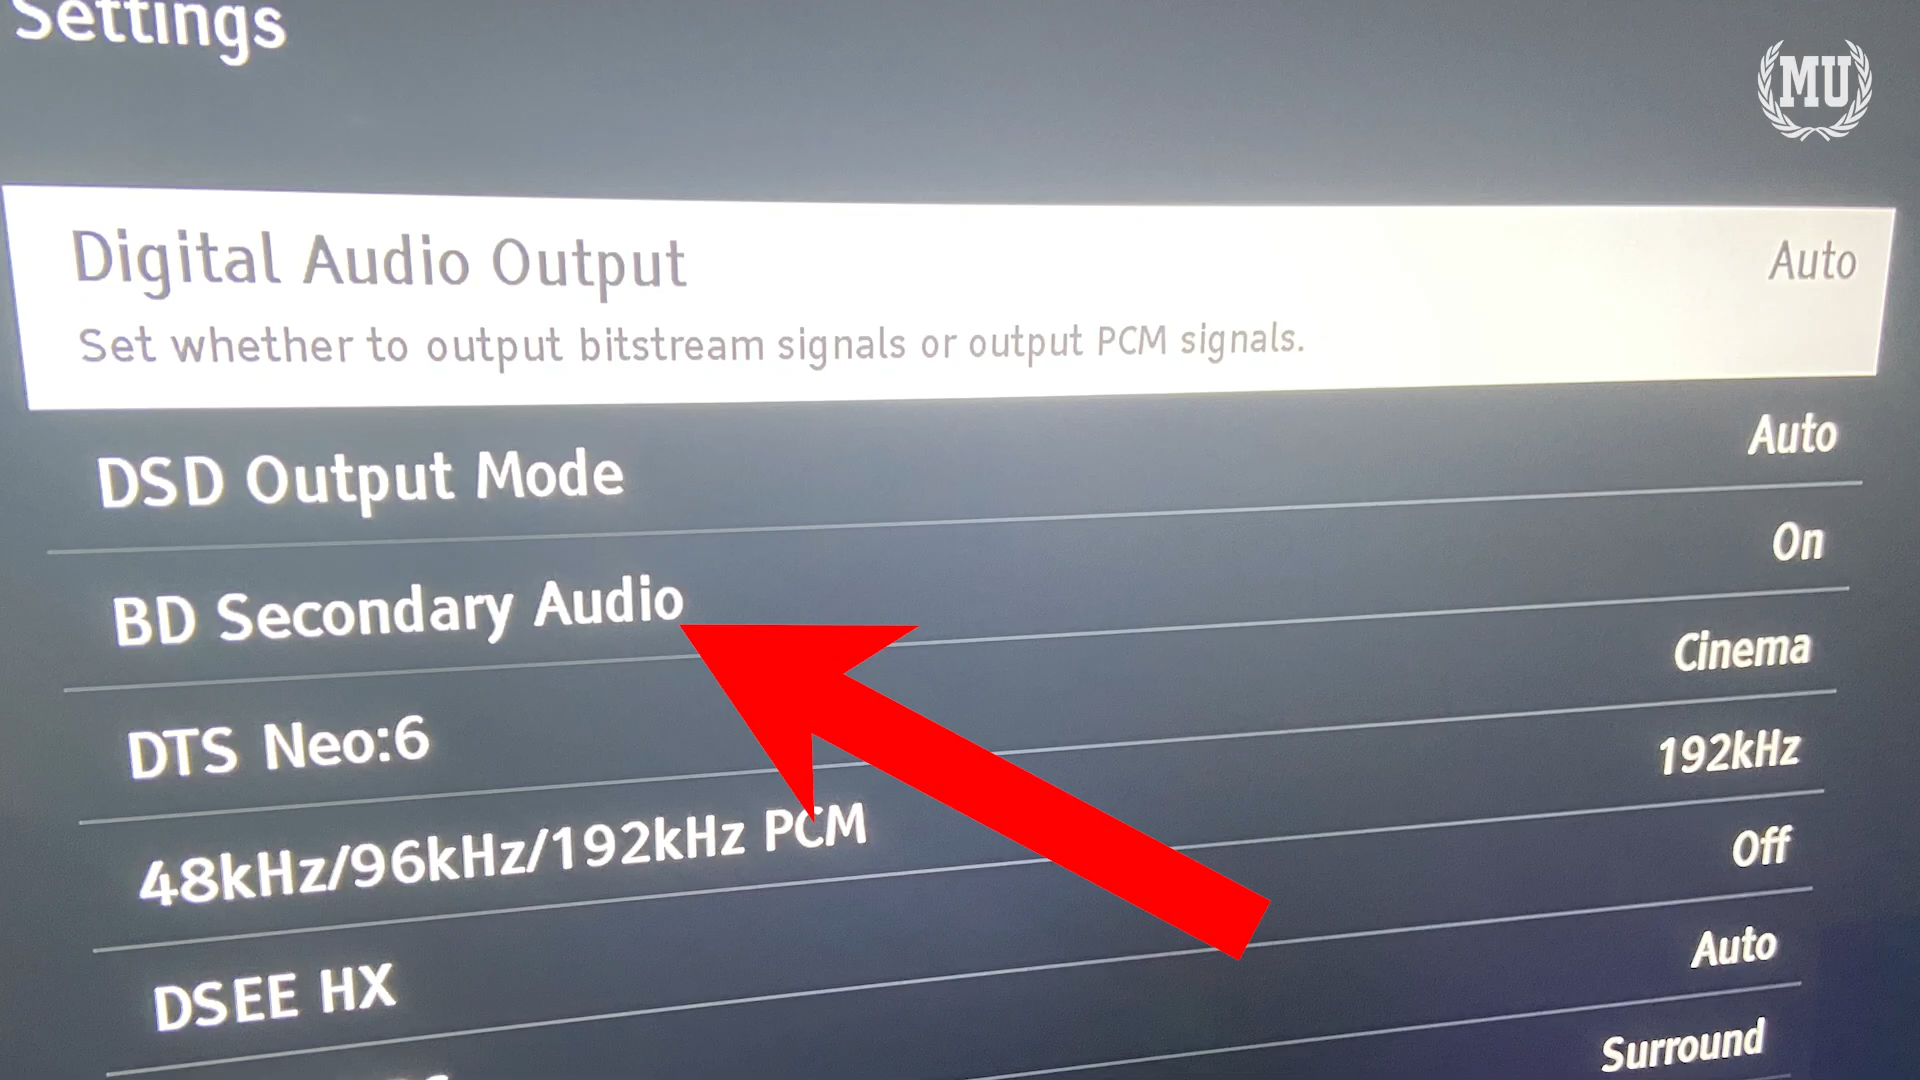 Settings
MU
Digital Audio Output Auto
Set whether to output bitstream signals or output PCM signals.
DSD Output Mode Auto
BD Secondary Audio On
DTS Neo:6 Cinema
48kHz/96kHz/192kHz PCM 192kHz
DSEE HX Off
Auto
Surround